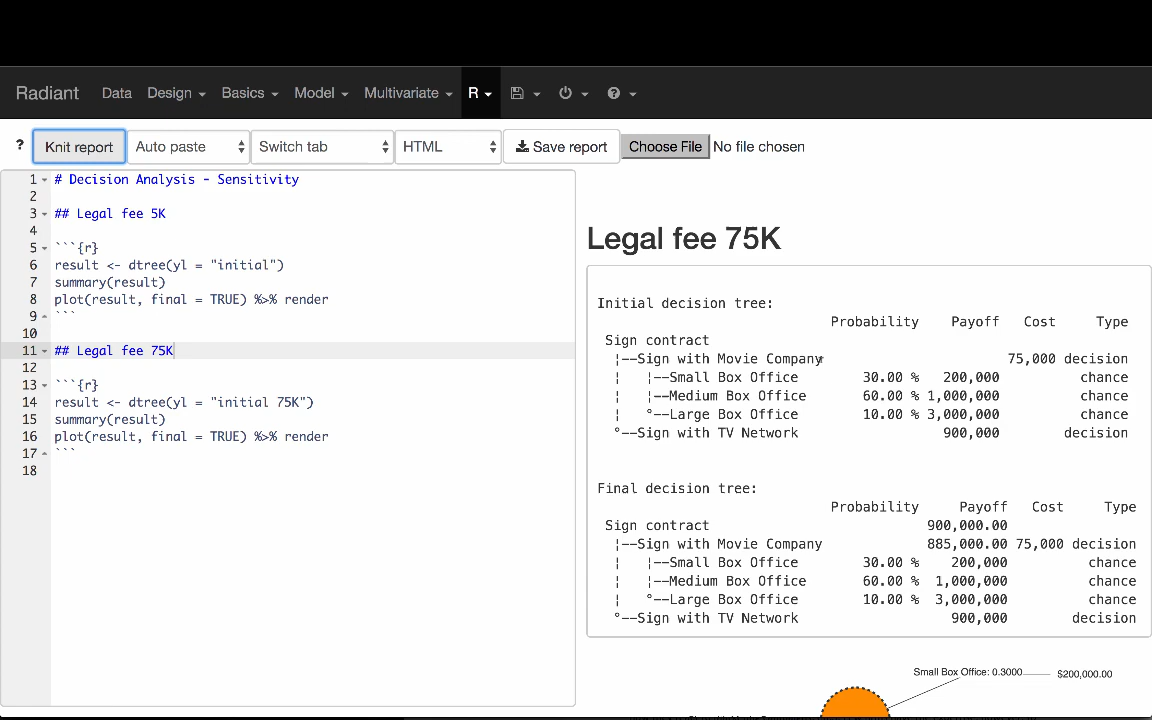 Radiant Data Design Basics Model Multivariate R
? Knit report Auto paste Switch tab HTML Save report Choose File No file chosen
1 # Decision Analysis - Sensitivity
2
3 ## Legal fee 5K
4
5 ```{r}
6 result <- dtree(yl = "initial")
7 summary(result)
8 plot(result, final = TRUE) %>% render
9 ```
10
11 ## Legal fee 75K
12
13 ```{r}
14 result <- dtree(yl = "initial 75K")
15 summary(result)
16 plot(result, final = TRUE) %>% render
17 ```
18
Legal fee 75K
Initial decision tree:
Probability Payoff Cost Type
Sign contract
¦--Sign with Movie Company 75,000 decision
¦ ¦--Small Box Office 30.00 % 200,000 chance
¦ ¦--Medium Box Office 60.00 % 1,000,000 chance
¦ °--Large Box Office 10.00 % 3,000,000 chance
°--Sign with TV Network 900,000 decision
Final decision tree:
Probability Payoff Cost Type
Sign contract 900,000.00
¦--Sign with Movie Company 885,000.00 75,000 decision
¦ ¦--Small Box Office 30.00 % 200,000 chance
¦ ¦--Medium Box Office 60.00 % 1,000,000 chance
¦ °--Large Box Office 10.00 % 3,000,000 chance
°--Sign with TV Network 900,000 decision
Small Box Office: 0.3000 $200,000.00